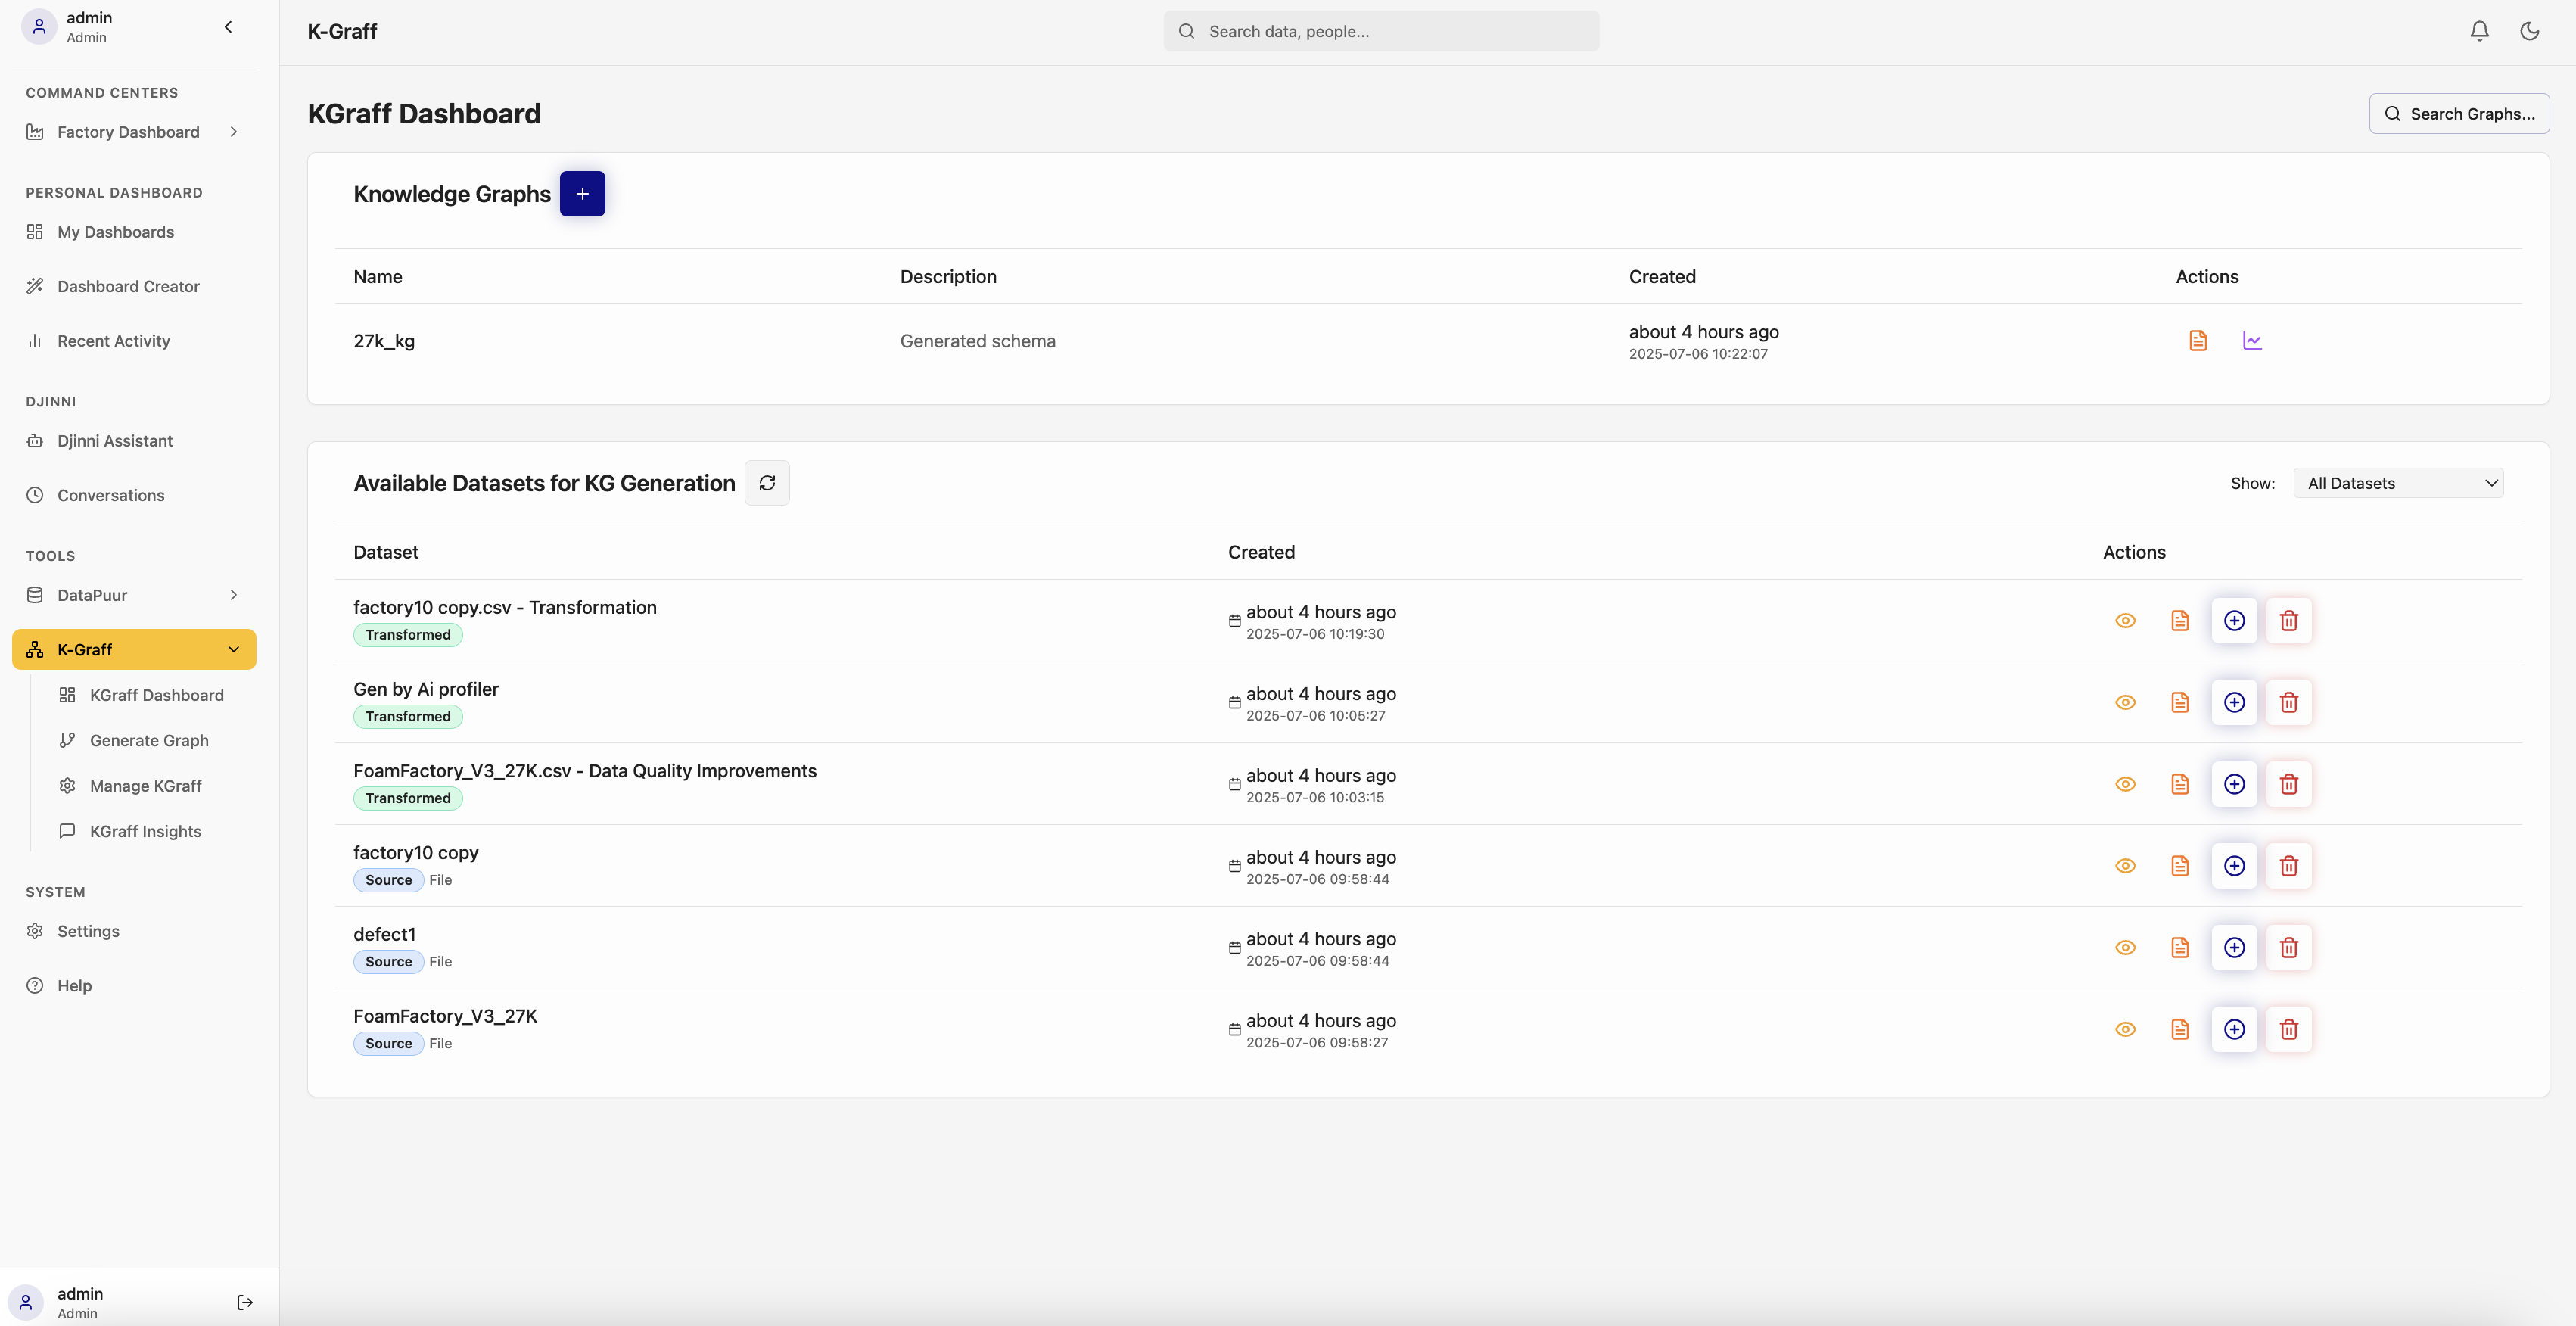 admin
Admin
COMMAND CENTERS
Factory Dashboard
PERSONAL DASHBOARD
My Dashboards
Dashboard Creator
Recent Activity
DJINNI
Djinni Assistant
Conversations
TOOLS
DataPuur
K-Graff
KGraff Dashboard
Generate Graph
Manage KGraff
KGraff Insights
SYSTEM
Settings
Help
admin
Admin
K-Graff
Search data, people...
KGraff Dashboard
Search Graphs...
Knowledge Graphs
Name Description Created Actions
27k_kg Generated schema about 4 hours ago
2025-07-06 10:22:07
Available Datasets for KG Generation
Show: All Datasets
Dataset Created Actions
factory10 copy.csv - Transformation
Transformed
about 4 hours ago
2025-07-06 10:19:30
Gen by Ai profiler
Transformed
about 4 hours ago
2025-07-06 10:05:27
FoamFactory_V3_27K.csv - Data Quality Improvements
Transformed
about 4 hours ago
2025-07-06 10:03:15
factory10 copy
Source File
about 4 hours ago
2025-07-06 09:58:44
defect1
Source File
about 4 hours ago
2025-07-06 09:58:44
FoamFactory_V3_27K
Source File
about 4 hours ago
2025-07-06 09:58:27